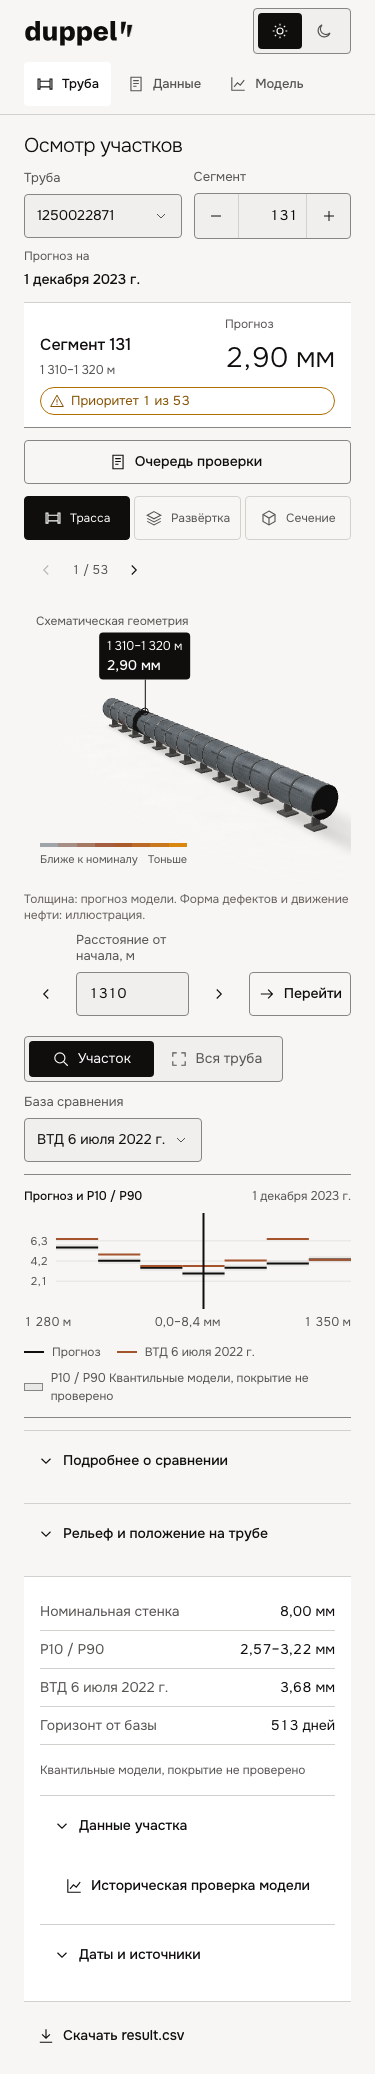 duppel
Труба
Данные
Модель
Осмотр участков
Труба
Сегмент
1250022871
131
Прогноз на
1 декабря 2023 г.
Прогноз
Сегмент 131
2,90 мм
1 310–1 320 м
Приоритет 1 из 53
Очередь проверки
Трасса
Развёртка
Сечение
1 / 53
Схематическая геометрия
1 310–1 320 м
2,90 мм
Ближе к номиналу
Тоньше
Толщина: прогноз модели. Форма дефектов и движение
нефти: иллюстрация.
Расстояние от
начала, м
1310
Перейти
Участок
Вся труба
База сравнения
ВТД 6 июля 2022 г.
Прогноз и P10 / P90
1 декабря 2023 г.
6,3
4,2
2,1
1 280 м
0,0–8,4 мм
1 350 м
Прогноз
ВТД 6 июля 2022 г.
P10 / P90 Квантильные модели, покрытие не
проверено
Подробнее о сравнении
Рельеф и положение на трубе
Номинальная стенка
8,00 мм
P10 / P90
2,57–3,22 мм
ВТД 6 июля 2022 г.
3,68 мм
Горизонт от базы
513 дней
Квантильные модели, покрытие не проверено
Данные участка
Историческая проверка модели
Даты и источники
Скачать result.csv